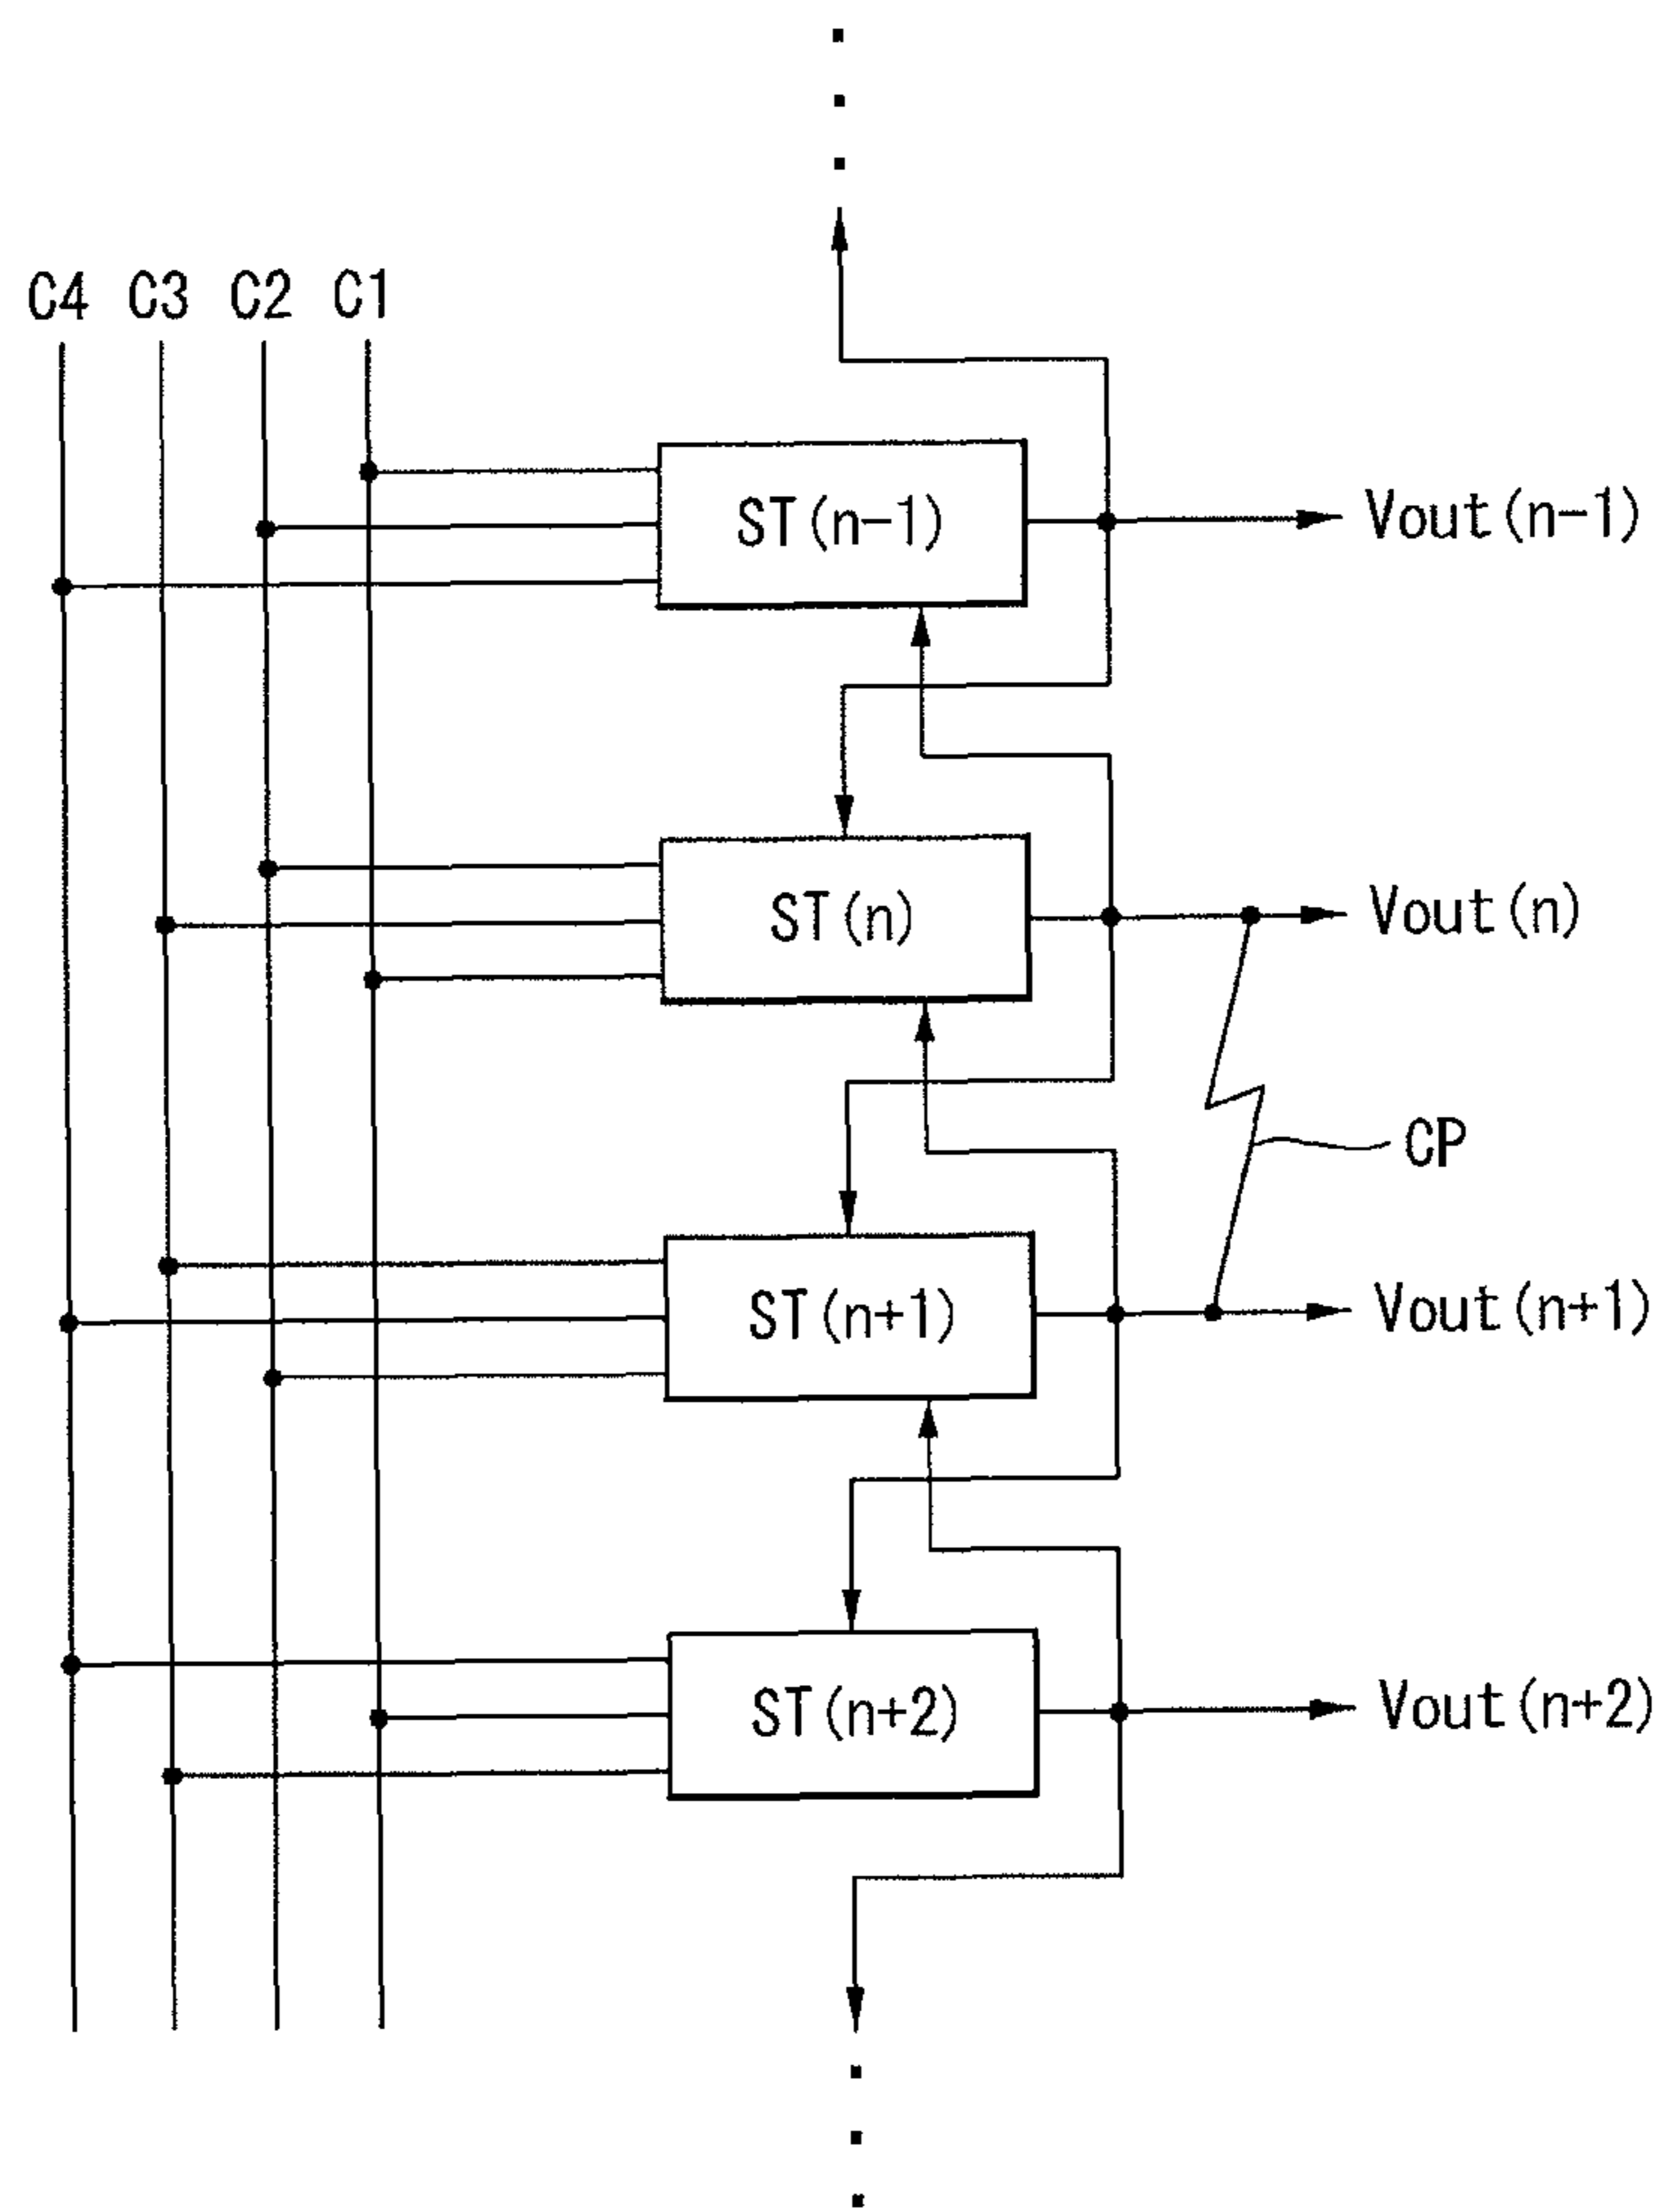 C4 C3 C2 C1
ST(n-1)
Vout(n-1)
ST(n)
Vout(n)
CP
ST(n+1)
Vout(n+1)
ST(n+2)
Vout(n+2)